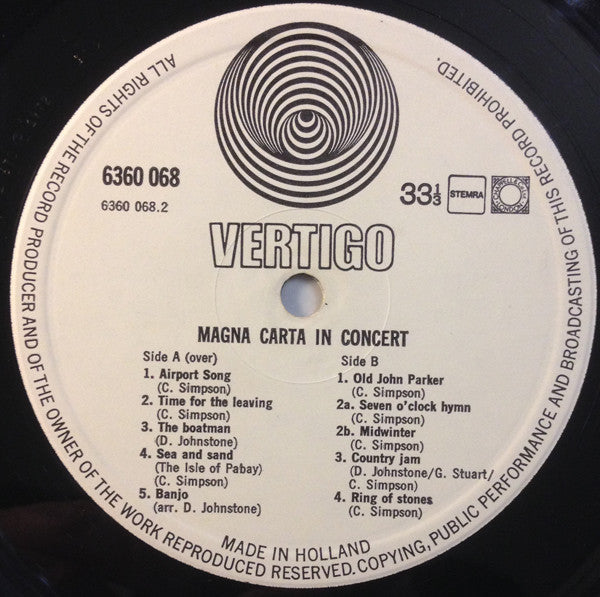 ALL RIGHTS OF THE RECORD PRODUCER AND OF THE OWNER OF THE WORK REPRODUCED RESERVED. COPYING, PUBLIC PERFORMANCE AND BROADCASTING OF THIS RECORD PROHIBITED.
6360 068
6360 068.2
33⅓
STEMRA
VERTIGO
MAGNA CARTA IN CONCERT
Side A (over)
1. Airport Song
(C. Simpson)
2. Time for the leaving
(C. Simpson)
3. The boatman
(D. Johnstone)
4. Sea and sand
(The Isle of Pabay)
(C. Simpson)
5. Banjo
(arr. D. Johnstone)
Side B
1. Old John Parker
(C. Simpson)
2a. Seven o'clock hymn
(C. Simpson)
2b. Midwinter
(C. Simpson)
3. Country jam
(D. Johnstone/G. Stuart/
C. Simpson)
4. Ring of stones
(C. Simpson)
MADE IN HOLLAND